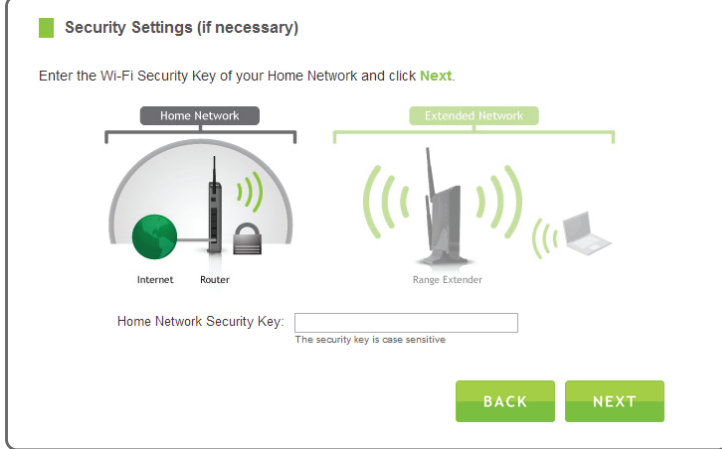 Security Settings (if necessary)
Enter the Wi-Fi Security Key of your Home Network and click Next.
Home Network
Extended Network
Internet
Router
Range Extender
Home Network Security Key:
The security key is case sensitive
BACK
NEXT